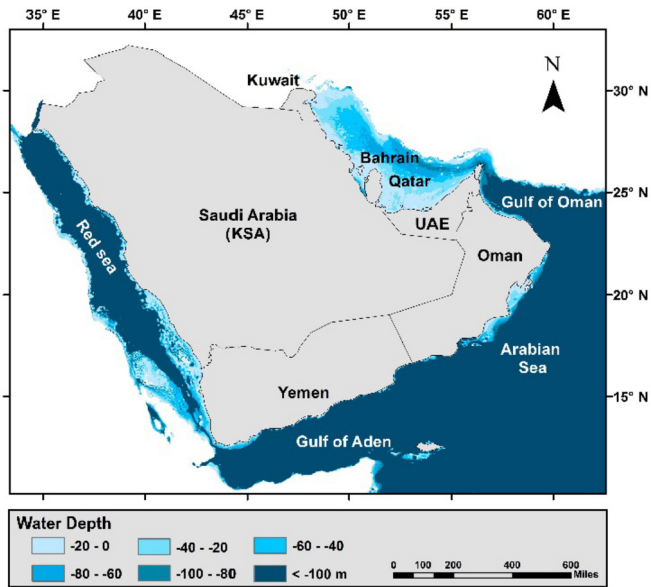 35° E 40° E 45° E 50° E 55° E 60° E
N
Kuwait
30° N
Bahrain
Qatar
25° N
Gulf of Oman
Saudi Arabia
(KSA)
UAE
Red sea
Oman
20° N
Arabian
Sea
Yemen
15° N
Gulf of Aden
Water Depth
-20 - 0 -40 - -20 -60 - -40
-80 - -60 -100 - -80 < -100 m
0 100 200 400 600
Miles